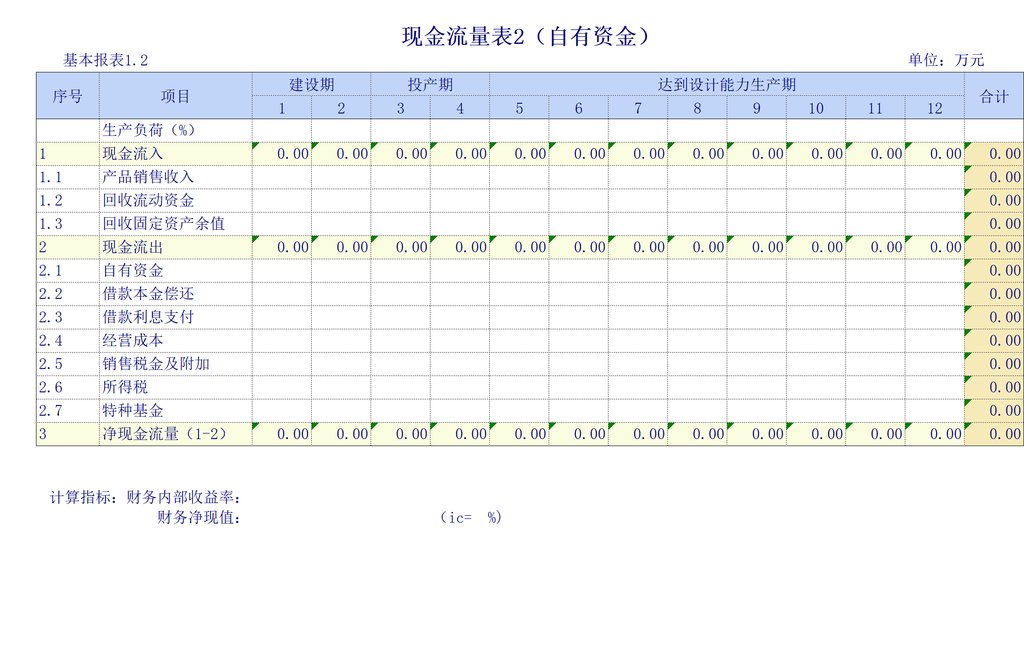 现金流量表2（自有资金）
基本报表1.2 单位：万元
序号 项目 建设期 投产期 达到设计能力生产期 合计
1 2 3 4 5 6 7 8 9 10 11 12
生产负荷（%）
1 现金流入 0.00 0.00 0.00 0.00 0.00 0.00 0.00 0.00 0.00 0.00 0.00 0.00 0.00
1.1 产品销售收入 0.00
1.2 回收流动资金 0.00
1.3 回收固定资产余值 0.00
2 现金流出 0.00 0.00 0.00 0.00 0.00 0.00 0.00 0.00 0.00 0.00 0.00 0.00 0.00
2.1 自有资金 0.00
2.2 借款本金偿还 0.00
2.3 借款利息支付 0.00
2.4 经营成本 0.00
2.5 销售税金及附加 0.00
2.6 所得税 0.00
2.7 特种基金 0.00
3 净现金流量（1-2） 0.00 0.00 0.00 0.00 0.00 0.00 0.00 0.00 0.00 0.00 0.00 0.00 0.00
计算指标：财务内部收益率：
财务净现值： （ic= %)